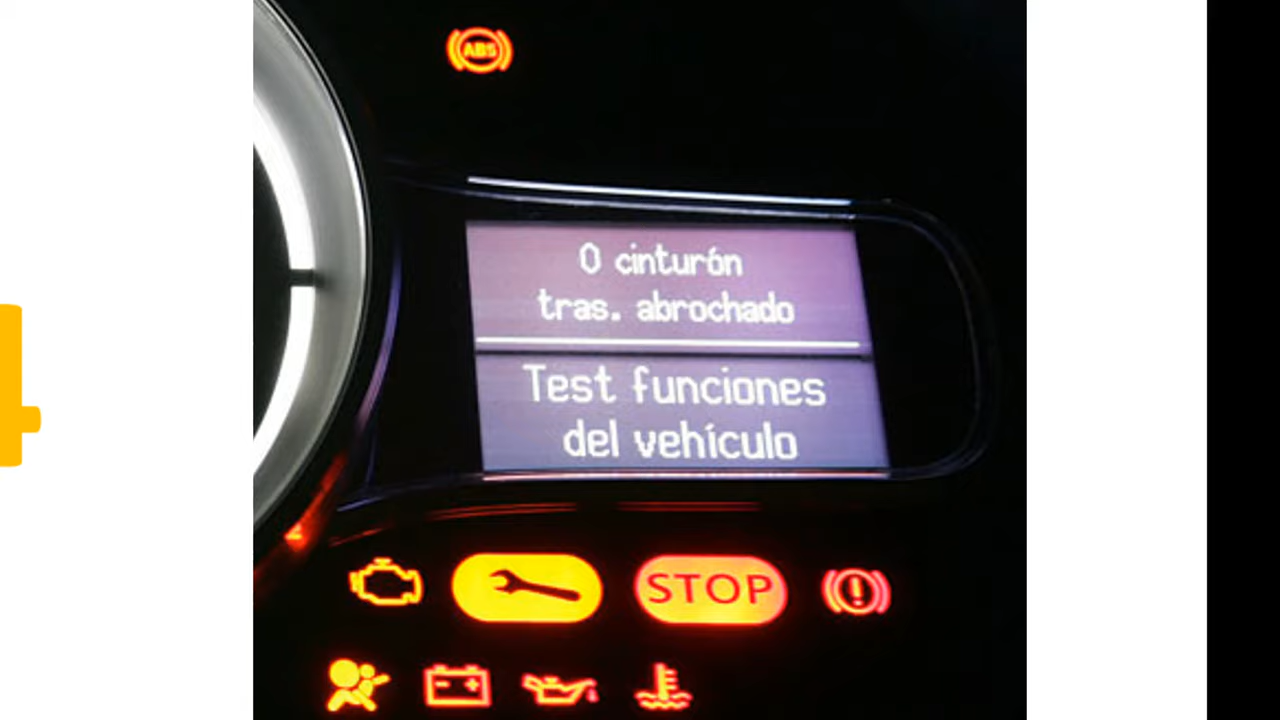 ABS
0 cinturón
tras. abrochado
Test funciones
del vehículo
STOP